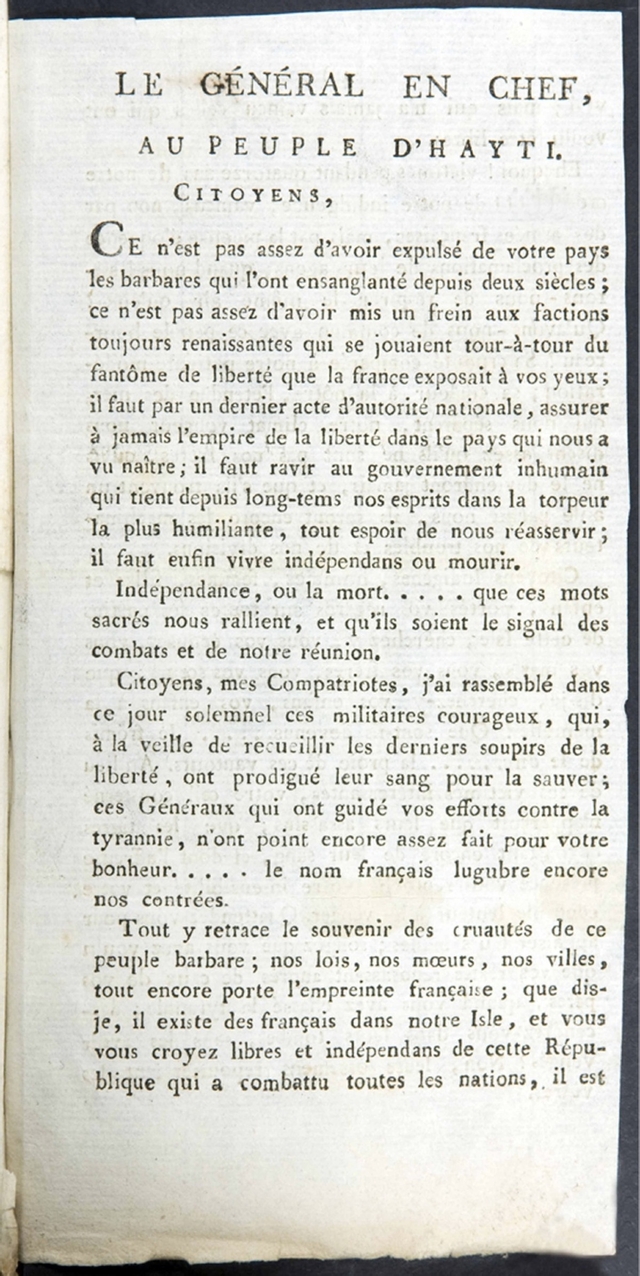 LE GÉNÉRAL EN CHEF,
AU PEUPLE D'HAYTI.
CITOYENS,
CE n'est pas assez d'avoir expulsé de votre pays
les barbares qui l'ont ensanglanté depuis deux siècles ;
ce n'est pas assez d'avoir mis un frein aux factions
toujours renaissantes qui se jouaient tour-à-tour du
fantôme de liberté que la france exposait à vos yeux ;
il faut par un dernier acte d'autorité nationale, assurer
à jamais l'empire de la liberté dans le pays qui nous a
vu naître ; il faut ravir au gouvernement inhumain
qui tient depuis long-tems nos esprits dans la torpeur
la plus humiliante, tout espoir de nous réasservir ;
il faut enfin vivre indépendans ou mourir.
Indépendance, ou la mort. . . . . que ces mots
sacrés nous rallient, et qu'ils soient le signal des
combats et de notre réunion.
Citoyens, mes Compatriotes, j'ai rassemblé dans
ce jour solemnel ces militaires courageux, qui,
à la veille de recueillir les derniers soupirs de la
liberté, ont prodigué leur sang pour la sauver ;
ces Généraux qui ont guidé vos efforts contre la
tyrannie, n'ont point encore assez fait pour votre
bonheur. . . . . le nom français lugubre encore
nos contrées.
Tout y retrace le souvenir des cruautés de ce
peuple barbare ; nos lois, nos mœurs, nos villes,
tout encore porte l'empreinte française ; que dis-
je, il existe des français dans notre Isle, et vous
vous croyez libres et indépendans de cette Répu-
blique qui a combattu toutes les nations, il est